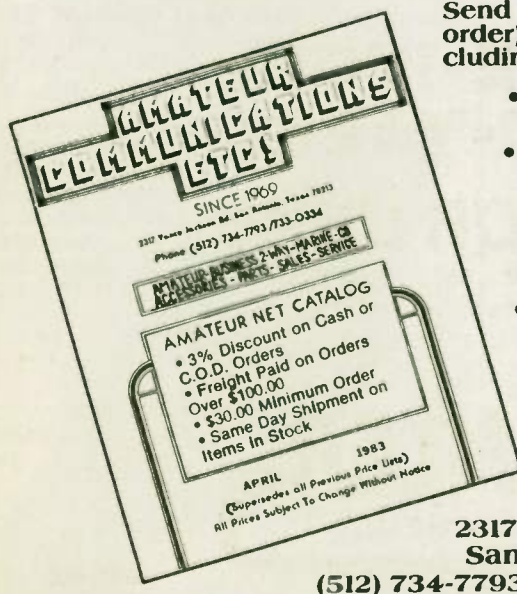 Send
order)
cludin
•
•
•
AMATEUR
COMMUNICATIONS
ETC!
SINCE 1969
2317 Vance Jackson Rd. San Antonio, Texas 78213
Phone (512) 734-7793 /733-0334
AMATEUR-BUSINESS 2-WAY-MARINE-CB
ACCESSORIES - PARTS - SALES - SERVICE
AMATEUR NET CATALOG
• 3% Discount on Cash or
C.O.D. Orders
• Freight Paid on Orders
Over $100.00
• $30.00 Minimum Order
• Same Day Shipment on
Items In Stock
APRIL 1983
(Supersedes all Previous Price Lists)
All Prices Subject To Change Without Notice
2317
San
(512) 734-7793